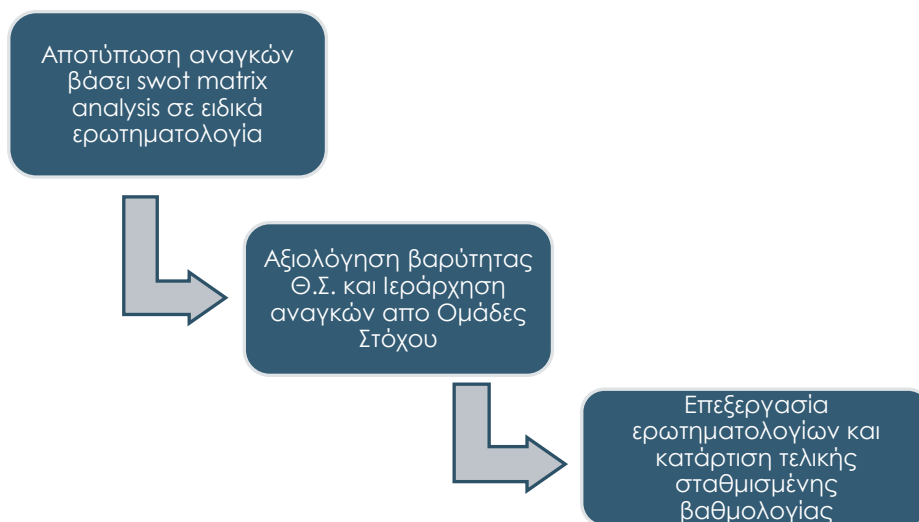 Αποτύπωση αναγκών
βάσει swot matrix
analysis σε ειδικά
ερωτηματολογία
Αξιολόγηση βαρύτητας
Θ.Σ. και Ιεράρχηση
αναγκών απο Ομάδες
Στόχου
Επεξεργασία
ερωτηματολογίων και
κατάρτιση τελικής
σταθμισμένης
βαθμολογίας